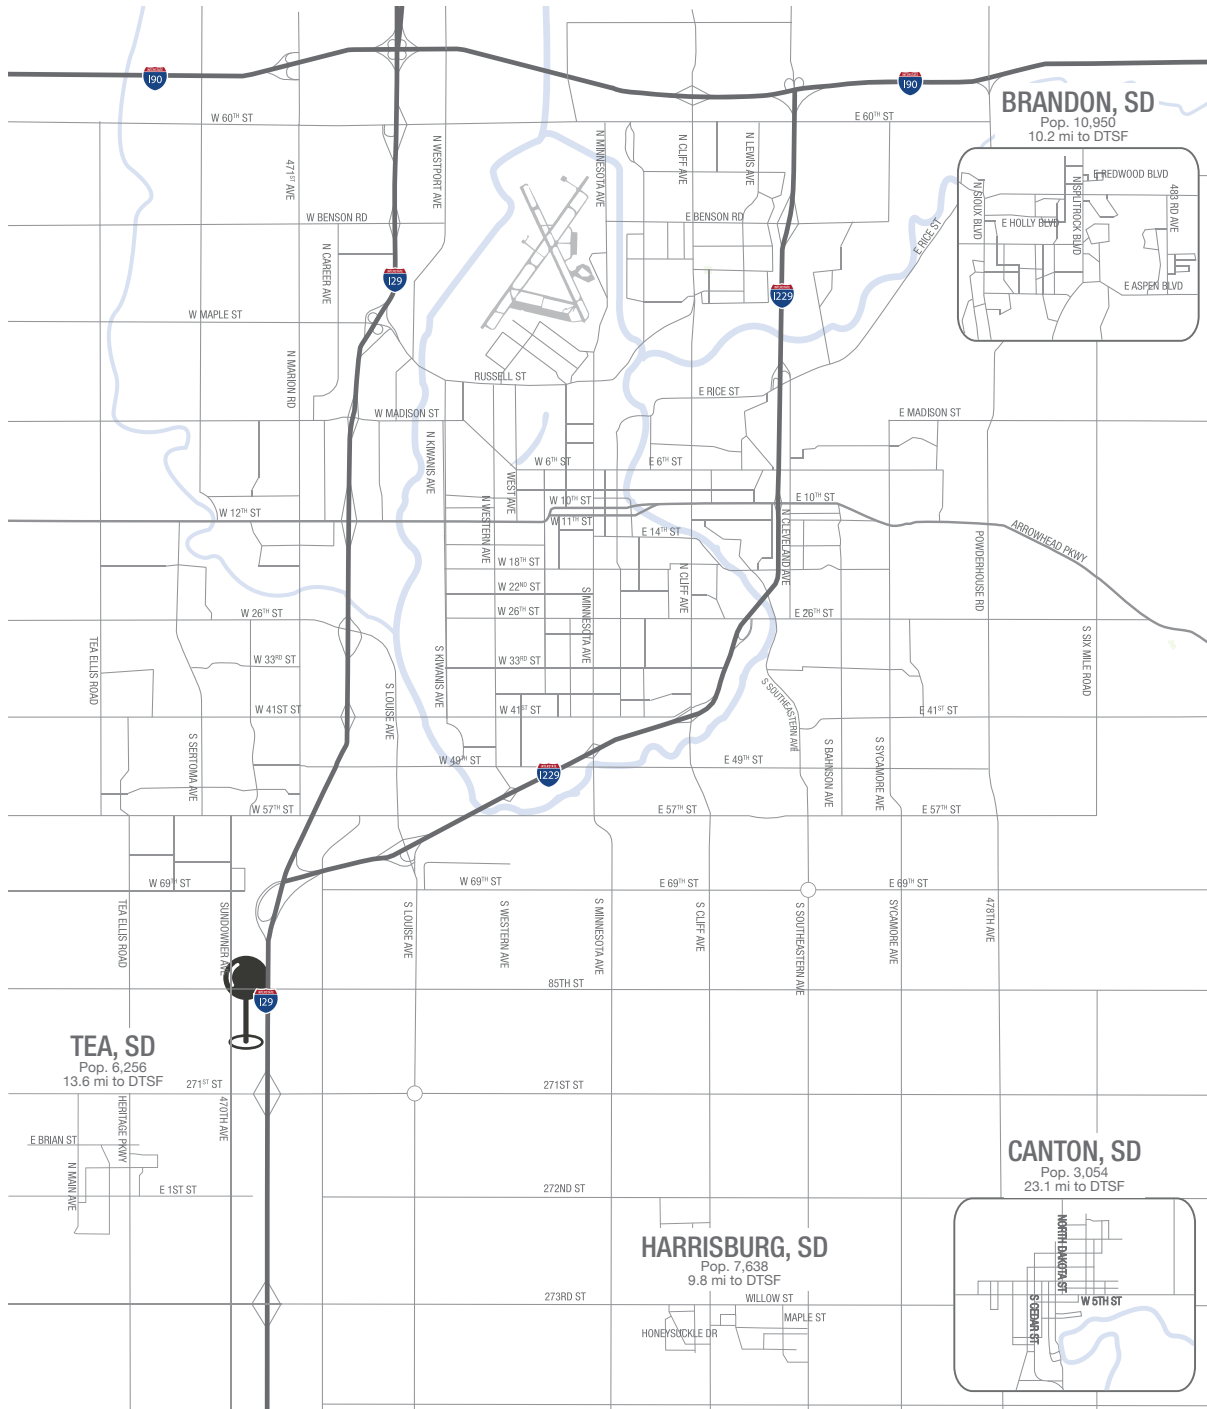 I90
I90
BRANDON, SD
Pop. 10,950
10.2 mi to DTSF
W 60TH ST
E 60TH ST
N WESTPORT AVE
N MINNESOTA AVE
N CLIFF AVE
N LEWIS AVE
471ST AVE
E REDWOOD BLVD
N SIOUX BLVD
N SPLITROCK BLVD
483 RD AVE
E HOLLY BLVD
E ASPEN BLVD
W BENSON RD
E BENSON RD
E RICE ST
N CAREER AVE
I29
I229
W MAPLE ST
N MARION RD
RUSSELL ST
E RICE ST
W MADISON ST
E MADISON ST
N KIWANIS AVE
W 6TH ST
E 6TH ST
WEST AVE
N WESTERN AVE
W 10TH ST
E 10TH ST
W 12TH ST
W 11TH ST
E 14TH ST
N CLEVELAND AVE
ARROWHEAD PKWY
POWDERHOUSE RD
W 18TH ST
N CLIFF AVE
W 22ND ST
S MINNESOTA AVE
W 26TH ST
W 26TH ST
E 26TH ST
TEA ELLIS ROAD
S SIX MILE ROAD
W 33RD ST
W 33RD ST
S KIWANIS AVE
S LOUISE AVE
S SOUTHEASTERN AVE
W 41ST ST
W 41ST ST
E 41ST ST
S SERTOMA AVE
S BAHNSON AVE
S SYCAMORE AVE
W 49TH ST
E 49TH ST
I229
W 57TH ST
E 57TH ST
E 57TH ST
W 69TH ST
W 69TH ST
E 69TH ST
E 69TH ST
TEA ELLIS ROAD
SUNDOWNER AVE
S LOUISE AVE
S WESTERN AVE
S MINNESOTA AVE
S CLIFF AVE
S SOUTHEASTERN AVE
SYCAMORE AVE
478TH AVE
85TH ST
I29
TEA, SD
Pop. 6,256
13.6 mi to DTSF
271ST ST
271ST ST
HERITAGE PKWY
470TH AVE
E BRIAN ST
N MAIN AVE
E 1ST ST
272ND ST
CANTON, SD
Pop. 3,054
23.1 mi to DTSF
NORTH DAKOTA ST
S CEDAR ST
W 5TH ST
HARRISBURG, SD
Pop. 7,638
9.8 mi to DTSF
273RD ST
WILLOW ST
MAPLE ST
HONEYSUCKLE DR